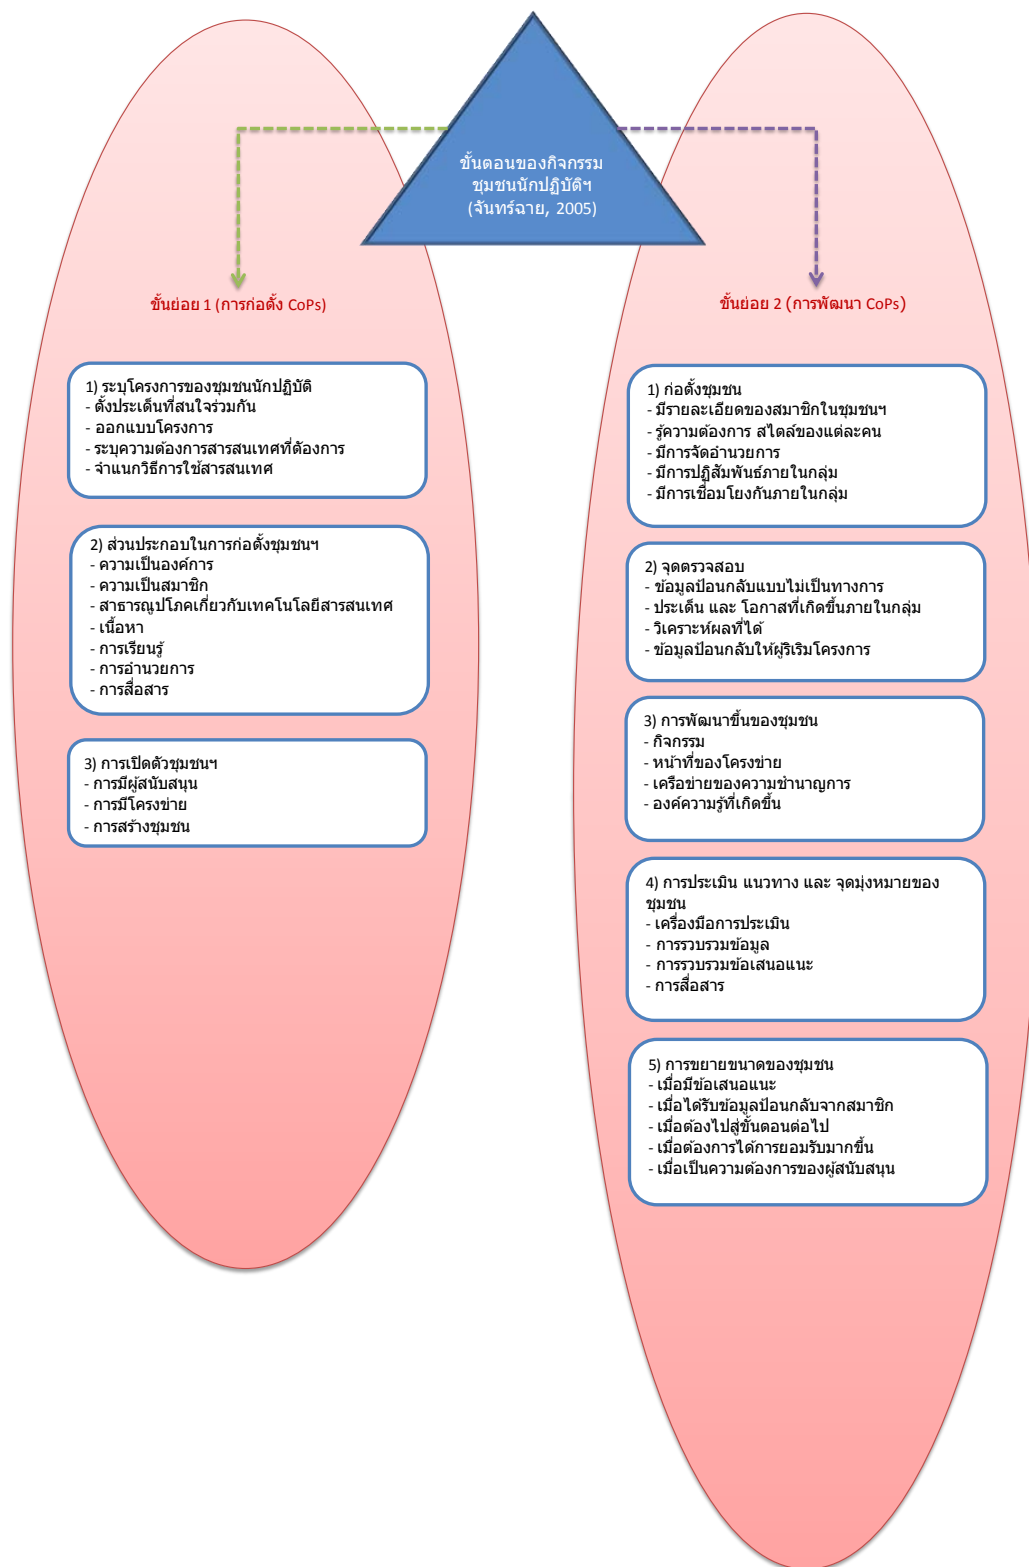 ขั้นตอนของกิจกรรม
ชุมชนนักปฏิบัติฯ
(จันทร์ฉาย, 2005)
ขั้นย่อย 1 (การก่อตั้ง CoPs)
1) ระบุโครงการของชุมชนนักปฏิบัติ
- ตั้งประเด็นที่สนใจร่วมกัน
- ออกแบบโครงการ
- ระบุความต้องการสารสนเทศที่ต้องการ
- จำแนกวิธีการใช้สารสนเทศ
2) ส่วนประกอบในการก่อตั้งชุมชนฯ
- ความเป็นองค์การ
- ความเป็นสมาชิก
- สาธารณูปโภคเกี่ยวกับเทคโนโลยีสารสนเทศ
- เนื้อหา
- การเรียนรู้
- การอำนวยการ
- การสื่อสาร
3) การเปิดตัวชุมชนฯ
- การมีผู้สนับสนุน
- การมีโครงข่าย
- การสร้างชุมชน
ขั้นย่อย 2 (การพัฒนา CoPs)
1) ก่อตั้งชุมชน
- มีรายละเอียดของสมาชิกในชุมชนฯ
- รู้ความต้องการ สไตล์ของแต่ละคน
- มีการจัดอำนวยการ
- มีการปฏิสัมพันธ์ภายในกลุ่ม
- มีการเชื่อมโยงกันภายในกลุ่ม
2) จุดตรวจสอบ
- ข้อมูลป้อนกลับแบบไม่เป็นทางการ
- ประเด็น และ โอกาสที่เกิดขึ้นภายในกลุ่ม
- วิเคราะห์ผลที่ได้
- ข้อมูลป้อนกลับให้ผู้ริเริ่มโครงการ
3) การพัฒนาขึ้นของชุมชน
- กิจกรรม
- หน้าที่ของโครงข่าย
- เครือข่ายของความชำนาญการ
- องค์ความรู้ที่เกิดขึ้น
4) การประเมิน แนวทาง และ จุดมุ่งหมายของ
ชุมชน
- เครื่องมือการประเมิน
- การรวบรวมข้อมูล
- การรวบรวมข้อเสนอแนะ
- การสื่อสาร
5) การขยายขนาดของชุมชน
- เมื่อมีข้อเสนอแนะ
- เมื่อได้รับข้อมูลป้อนกลับจากสมาชิก
- เมื่อต้องไปสู่ขั้นตอนต่อไป
- เมื่อต้องการได้การยอมรับมากขึ้น
- เมื่อเป็นความต้องการของผู้สนับสนุน